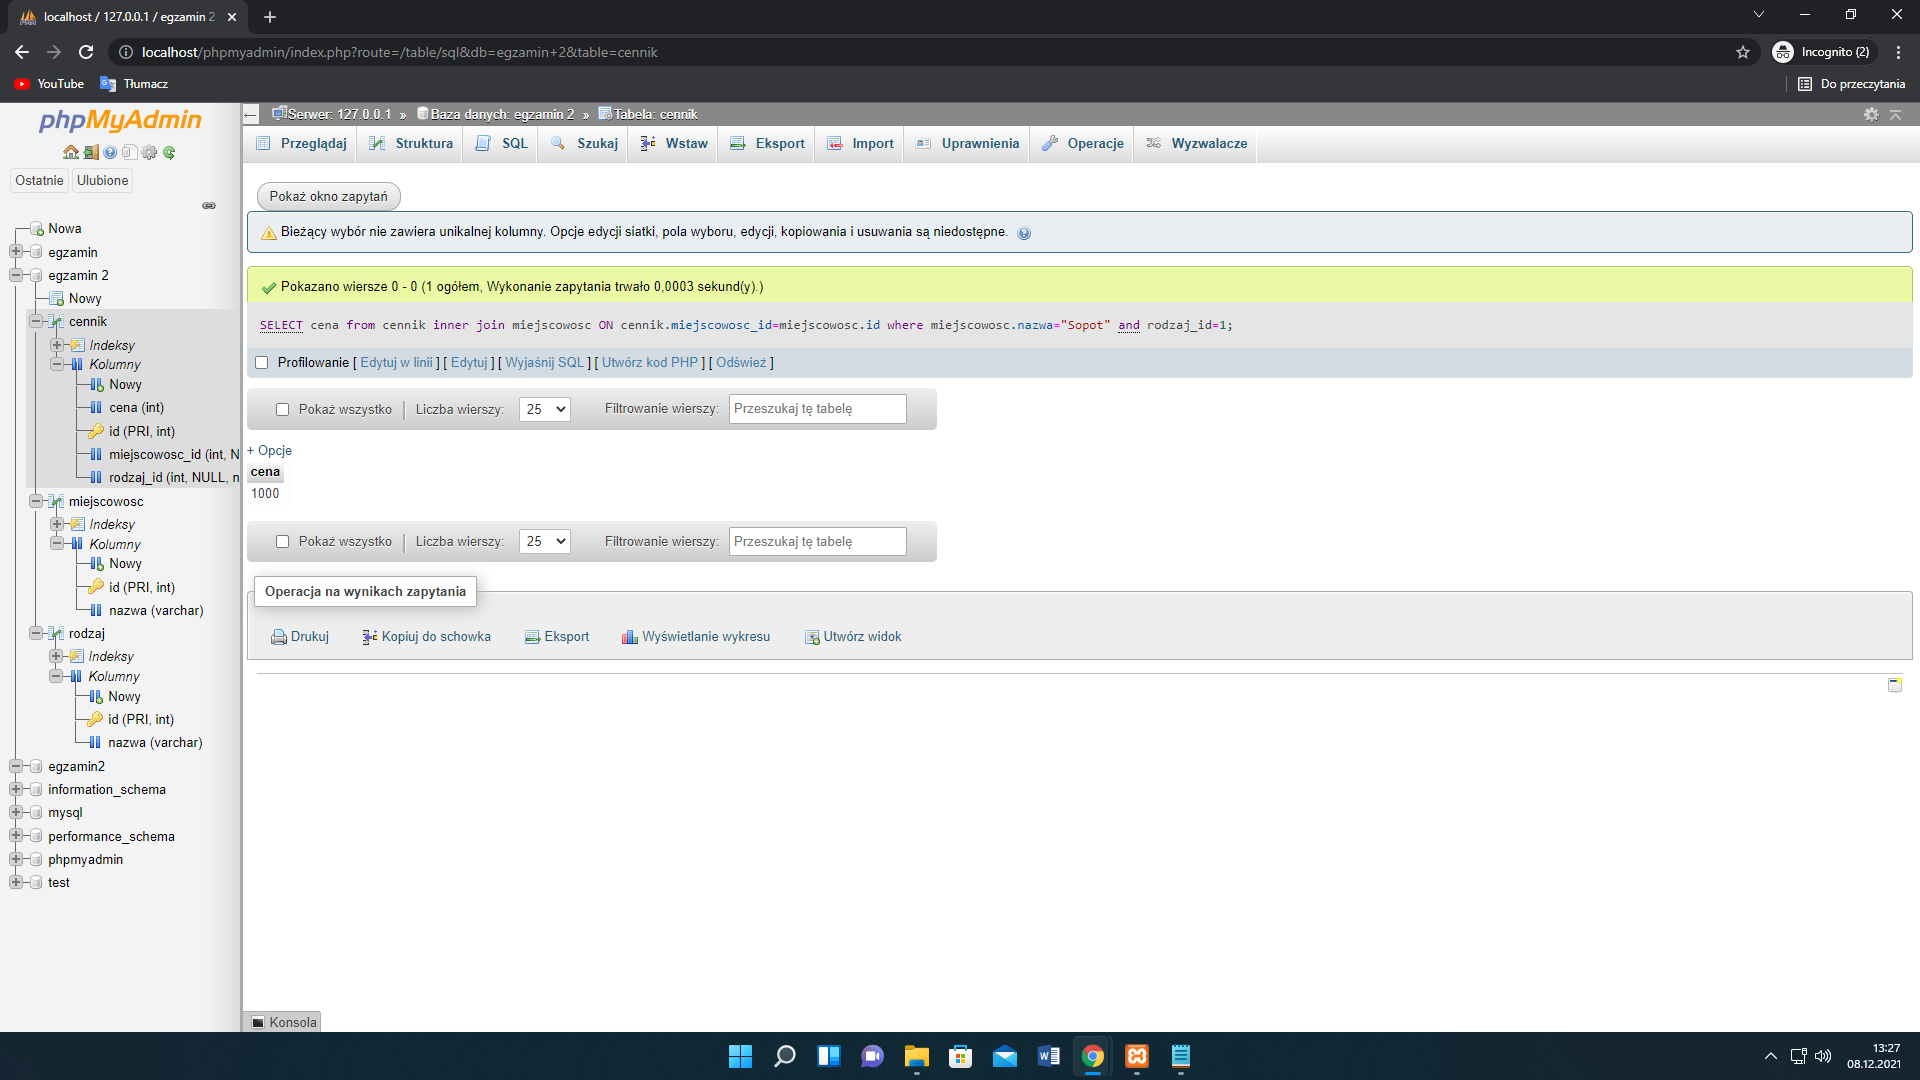 localhost / 127.0.0.1 / egzamin 2
localhost/phpmyadmin/index.php?route=/table/sql&db=egzamin+2&table=cennik
Incognito (2)
YouTube
Tłumacz
Do przeczytania
phpMyAdmin
Ostatnie
Ulubione
Nowa
egzamin
egzamin 2
Nowy
cennik
Indeksy
Kolumny
Nowy
cena (int)
id (PRI, int)
miejscowosc_id (int, N
rodzaj_id (int, NULL, n
miejscowosc
Indeksy
Kolumny
Nowy
id (PRI, int)
nazwa (varchar)
rodzaj
Indeksy
Kolumny
Nowy
id (PRI, int)
nazwa (varchar)
egzamin2
information_schema
mysql
performance_schema
phpmyadmin
test
Serwer: 127.0.0.1 » Baza danych: egzamin 2 » Tabela: cennik
Przeglądaj Struktura SQL Szukaj Wstaw Eksport Import Uprawnienia Operacje Wyzwalacze
Pokaż okno zapytań
Bieżący wybór nie zawiera unikalnej kolumny. Opcje edycji siatki, pola wyboru, edycji, kopiowania i usuwania są niedostępne.
Pokazano wiersze 0 - 0 (1 ogółem, Wykonanie zapytania trwało 0,0003 sekund(y).)
SELECT cena from cennik inner join miejscowosc ON cennik.miejscowosc_id=miejscowosc.id where miejscowosc.nazwa="Sopot" and rodzaj_id=1;
Profilowanie [ Edytuj w linii ] [ Edytuj ] [ Wyjaśnij SQL ] [ Utwórz kod PHP ] [ Odśwież ]
Pokaż wszystko Liczba wierszy: 25 Filtrowanie wierszy: Przeszukaj tę tabelę
+ Opcje
cena
1000
Pokaż wszystko Liczba wierszy: 25 Filtrowanie wierszy: Przeszukaj tę tabelę
Operacja na wynikach zapytania
Drukuj Kopiuj do schowka Eksport Wyświetlanie wykresu Utwórz widok
Konsola
13:27
08.12.2021